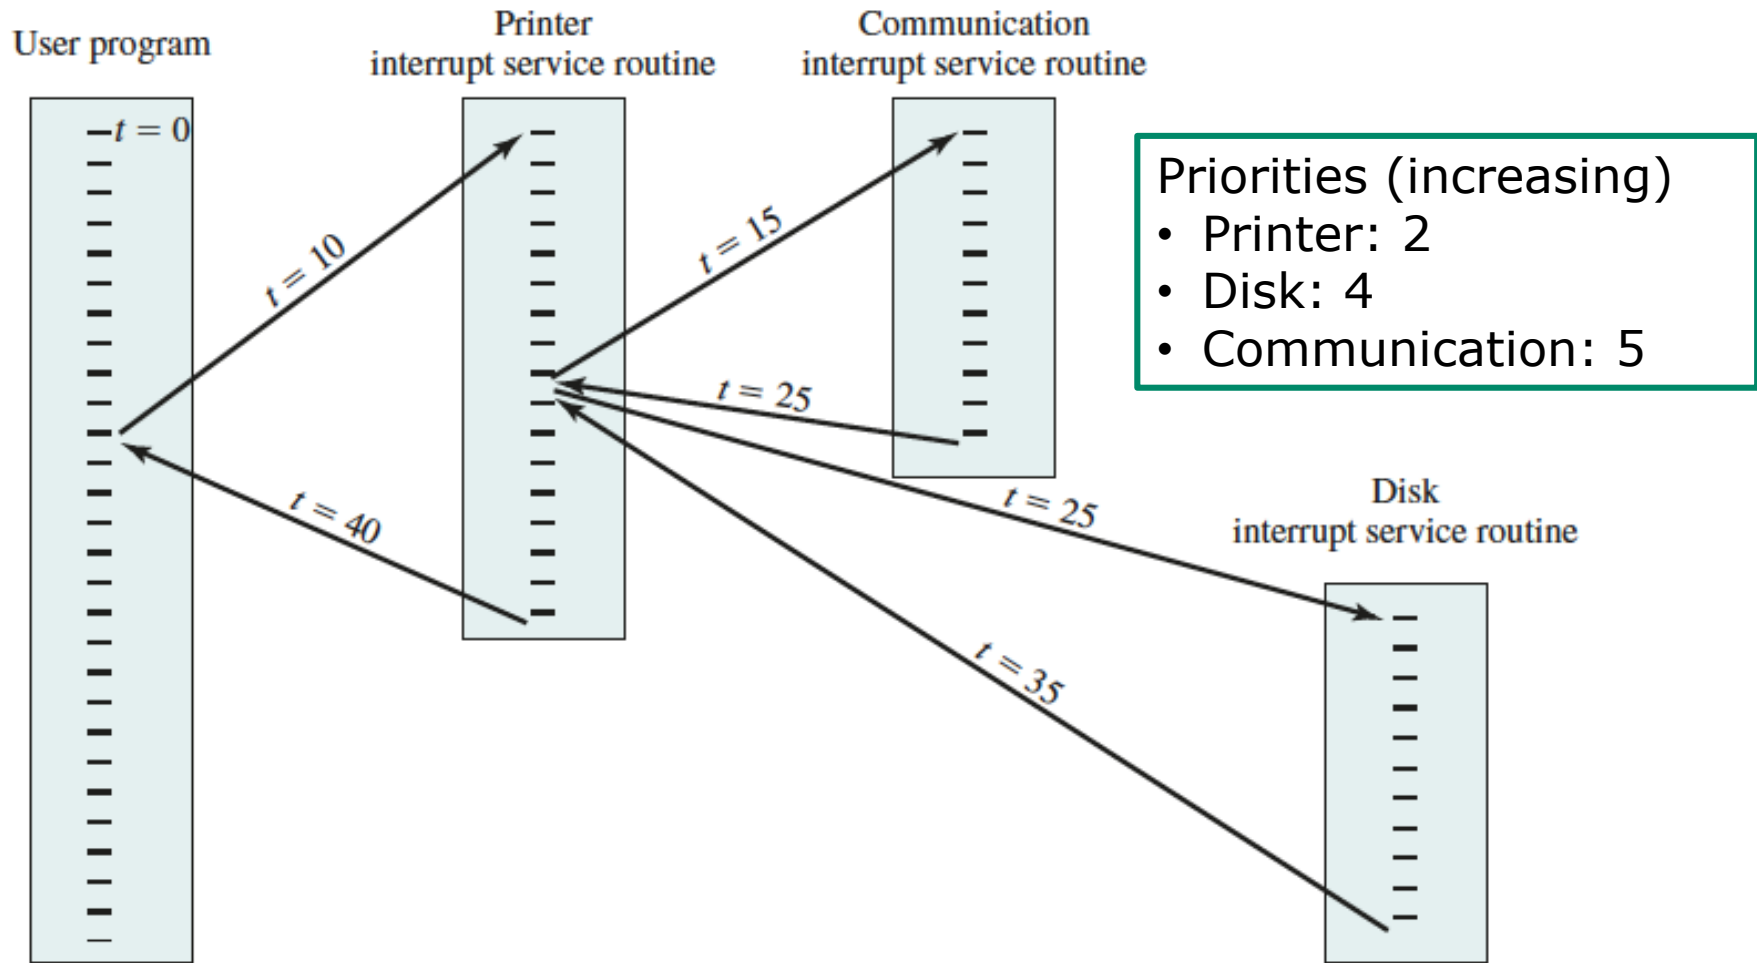 User program
Printer
interrupt service routine
Communication
interrupt service routine
t = 0
t = 10
t = 15
t = 25
t = 40
t = 25
t = 35
Disk
interrupt service routine
Priorities (increasing)
• Printer: 2
• Disk: 4
• Communication: 5